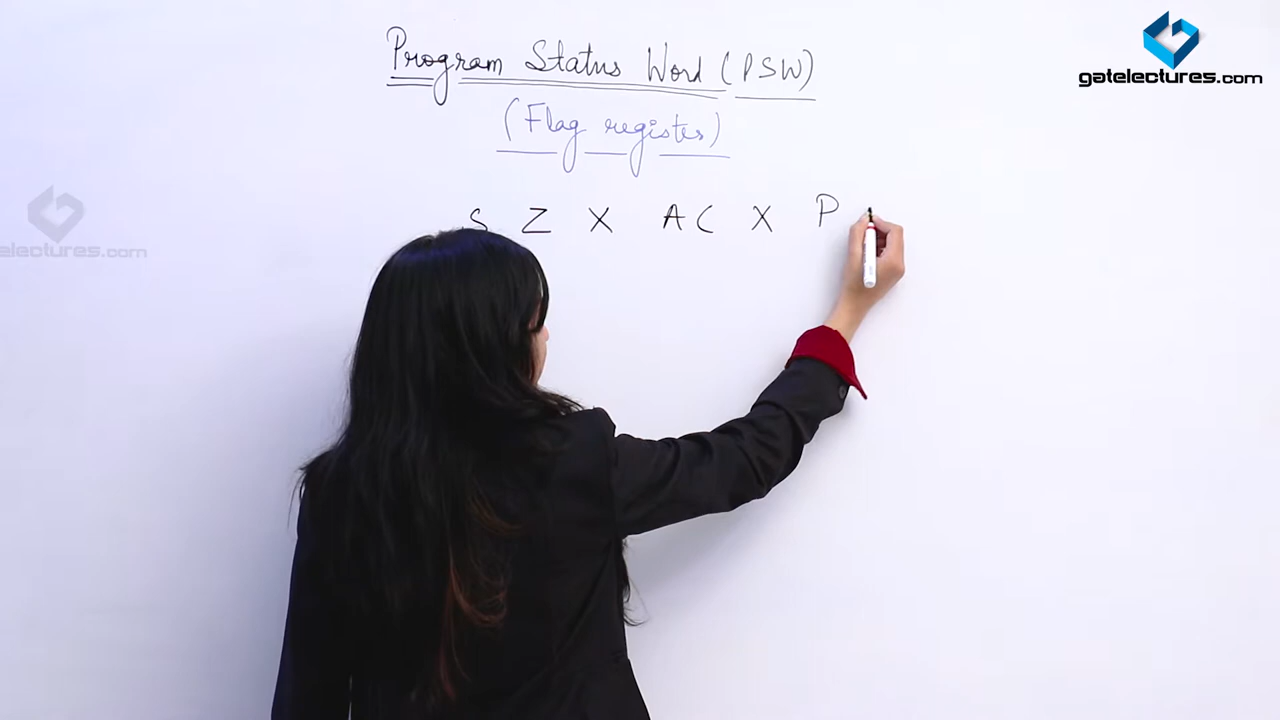 Program Status Word (PSW)
(Flag register)
S Z X AC X P
gatelectures.com
electures.com